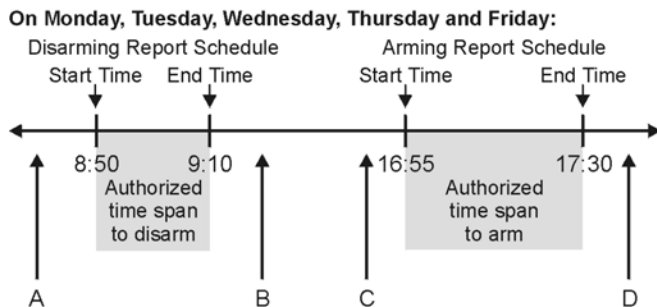 On Monday, Tuesday, Wednesday, Thursday and Friday:
Disarming Report Schedule
Arming Report Schedule
Start Time
End Time
Start Time
End Time
8:50
9:10
16:55
17:30
Authorized
time span
to disarm
Authorized
time span
to arm
A
B
C
D